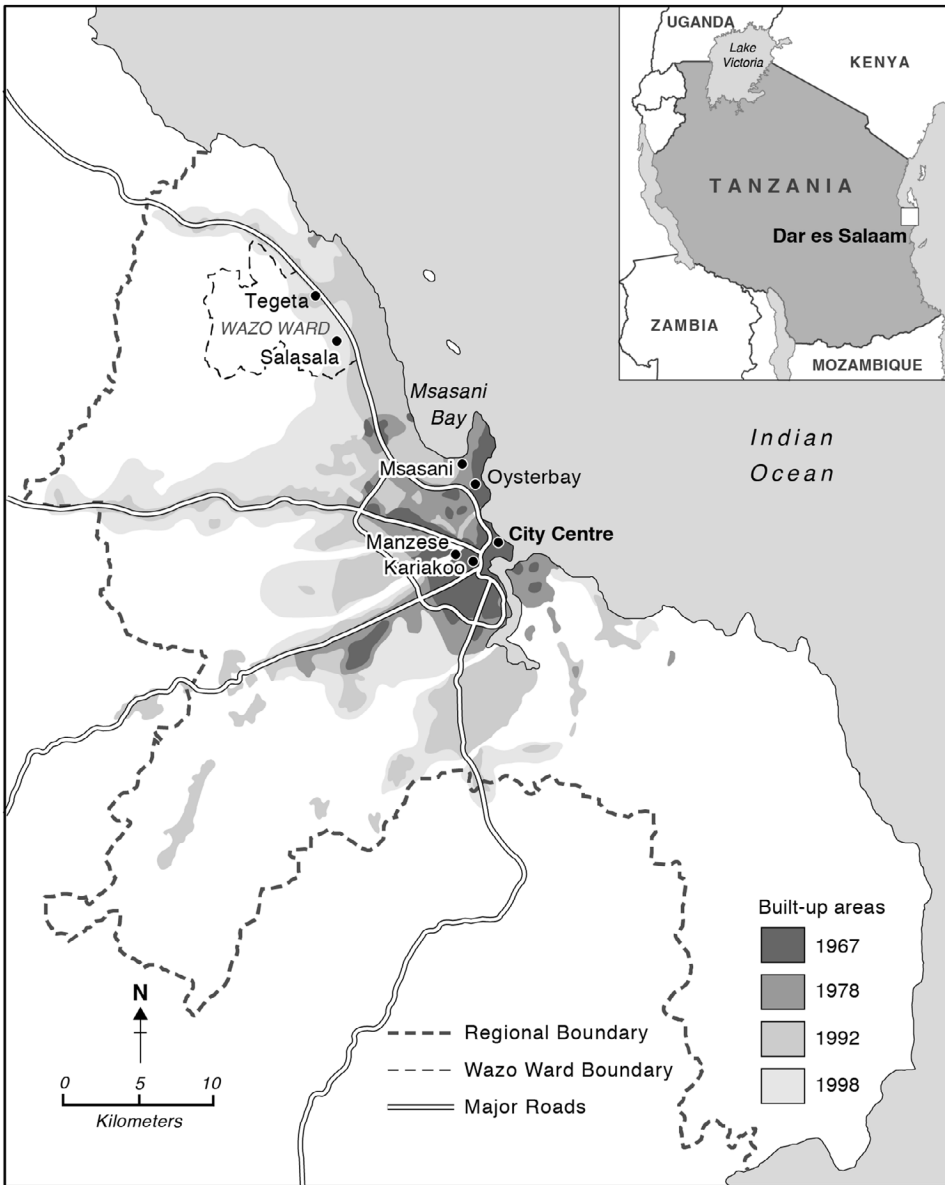 UGANDA
Lake
Victoria
KENYA
TANZANIA
Dar es Salaam
ZAMBIA
MOZAMBIQUE
Tegeta
WAZO WARD
Salasala
Msasani
Bay
Indian
Ocean
Msasani
Oysterbay
City Centre
Manzese
Kariakoo
Built-up areas
1967
1978
1992
1998
N
0 5 10
Kilometers
Regional Boundary
Wazo Ward Boundary
Major Roads